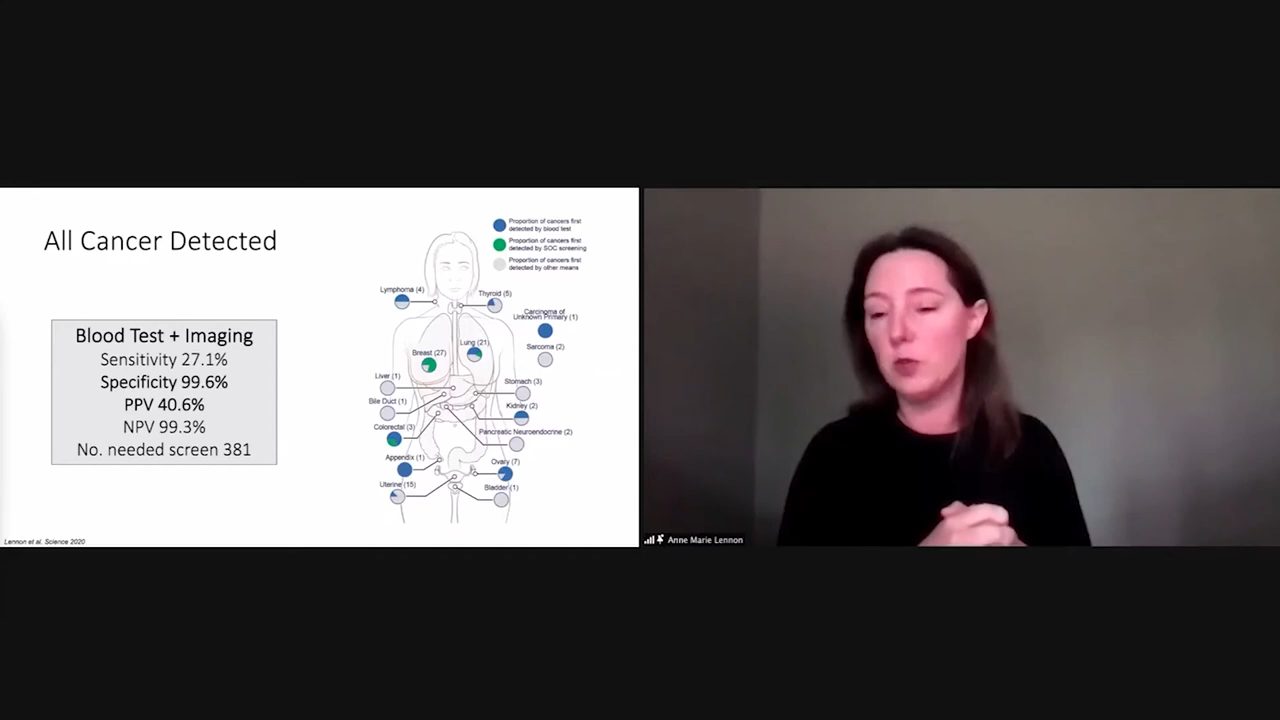 All Cancer Detected
Blood Test + Imaging
Sensitivity 27.1%
Specificity 99.6%
PPV 40.6%
NPV 99.3%
No. needed screen 381
Proportion of cancers first
detected by blood test
Proportion of cancers first
detected by SOC screening
Proportion of cancers first
detected by other means
Lymphoma (4)
Thyroid (5)
Carcinoma of
Unknown Primary (1)
Lung (21)
Breast (27)
Sarcoma (2)
Liver (1)
Stomach (3)
Bile Duct (1)
Kidney (2)
Colorectal (3)
Pancreatic Neuroendocrine (2)
Appendix (1)
Ovary (7)
Uterine (15)
Bladder (1)
Lennon et al. Science 2020
Anne Marie Lennon